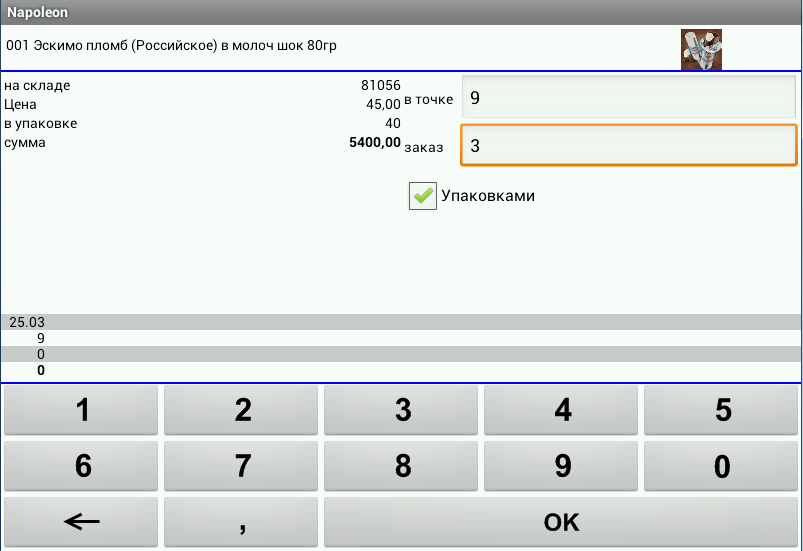 Napoleon
001 Эскимо пломб (Российское) в молоч шок 80гр
на складе 81056
Цена 45,00
в упаковке 40
сумма 5400,00
в точке 9
заказ 3
Упаковками
25.03
9
0
0
1 2 3 4 5
6 7 8 9 0
, OK